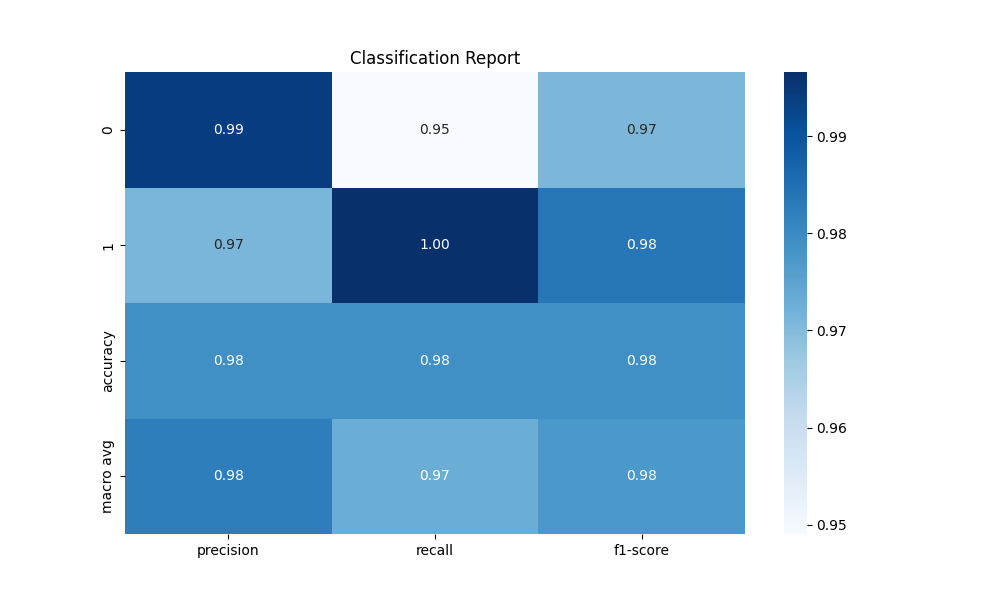 Classification Report
0 0.99 0.95 0.97 0.99
1 0.97 1.00 0.98 0.98
accuracy 0.98 0.98 0.98 0.97
macro avg 0.98 0.97 0.98 0.96
0.95
precision recall f1-score